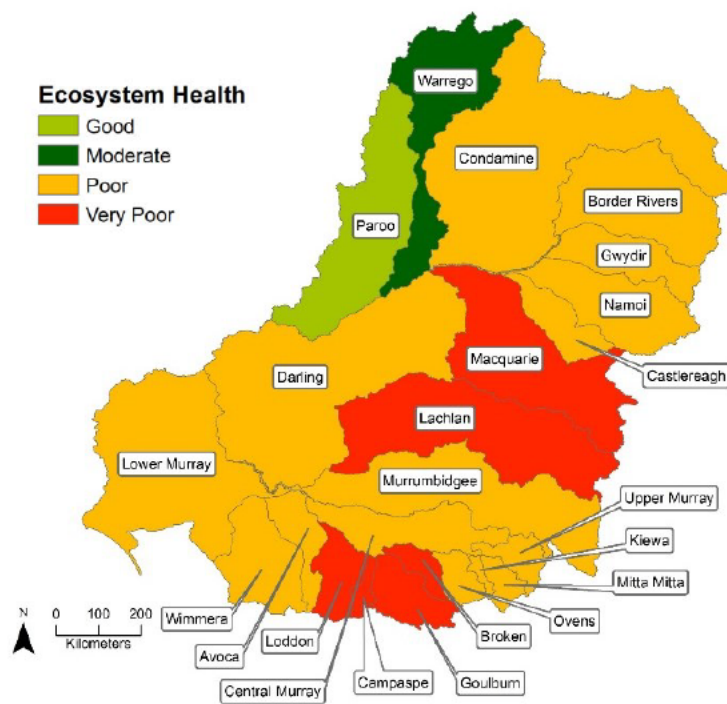 Ecosystem Health
Good
Moderate
Poor
Very Poor
Warrego
Condamine
Border Rivers
Paroo
Gwydir
Namoi
Macquarie
Castlereagh
Darling
Lachlan
Lower Murray
Murrumbidgee
Upper Murray
Kiewa
Mitta Mitta
Ovens
Wimmera
Avoca
Loddon
Broken
Central Murray
Campaspe
Goulburn
N
0 100 200
Kilometers